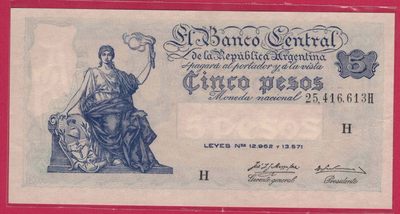 El Banco Central
de la República Argentina
pagará al portador y á la vista
5
Cinco pesos
Moneda nacional 25,416,613H
H
LEYES Nos 12.962 y 13.571
H
Gerente general
Presidente